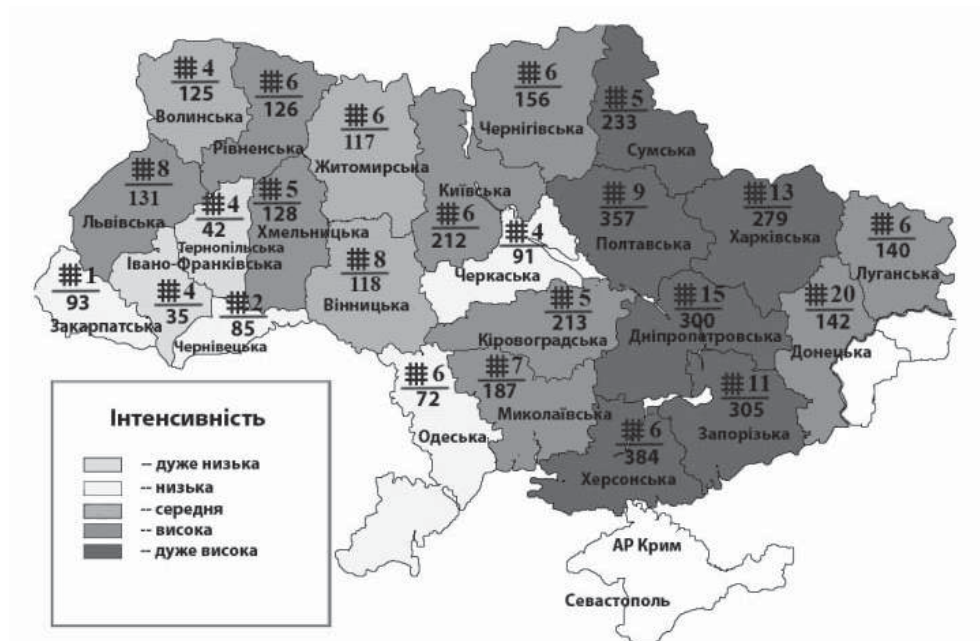 4
125
Волинська
6
126
Рівненська
6
117
Житомирська
6
156
Чернігівська
5
233
Сумська
8
131
Львівська
4
42
Тернопільська
5
128
Хмельницька
Київська
6
212
4
91
Черкаська
9
357
Полтавська
13
279
Харківська
6
140
Луганська
1
93
Закарпатська
Івано-Франківська
4
35
2
85
Чернівецька
8
118
Вінницька
5
213
Кіровоградська
15
300
Дніпропетровська
20
142
Донецька
6
72
Одеська
7
187
Миколаївська
6
384
Херсонська
11
305
Запорізька
АР Крим
Севастополь
Інтенсивність
-- дуже низька
-- низька
-- середня
-- висока
-- дуже висока